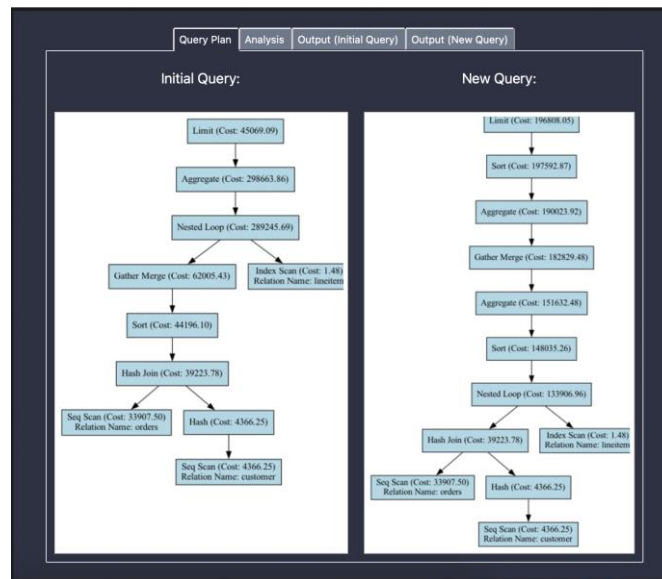 Query Plan
Analysis
Output (Initial Query)
Output (New Query)
Initial Query:
New Query:
Limit (Cost: 45069.09)
Aggregate (Cost: 298663.86)
Nested Loop (Cost: 289245.69)
Gather Merge (Cost: 62005.43)
Index Scan (Cost: 1.48)
Relation Name: lineitem
Sort (Cost: 44196.10)
Hash Join (Cost: 39223.78)
Seq Scan (Cost: 33907.50)
Relation Name: orders
Hash (Cost: 4366.25)
Seq Scan (Cost: 4366.25)
Relation Name: customer
Limit (Cost: 196808.05)
Sort (Cost: 197592.87)
Aggregate (Cost: 190023.92)
Gather Merge (Cost: 182829.48)
Aggregate (Cost: 151632.48)
Sort (Cost: 148035.26)
Nested Loop (Cost: 133906.96)
Hash Join (Cost: 39223.78)
Index Scan (Cost: 1.48)
Relation Name: lineitem
Seq Scan (Cost: 33907.50)
Relation Name: orders
Hash (Cost: 4366.25)
Seq Scan (Cost: 4366.25)
Relation Name: customer